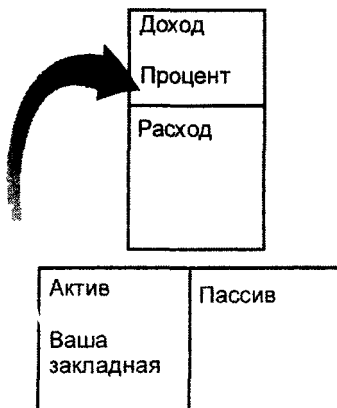 Доход
Процент
Расход
Актив
Пассив
Ваша
закладная